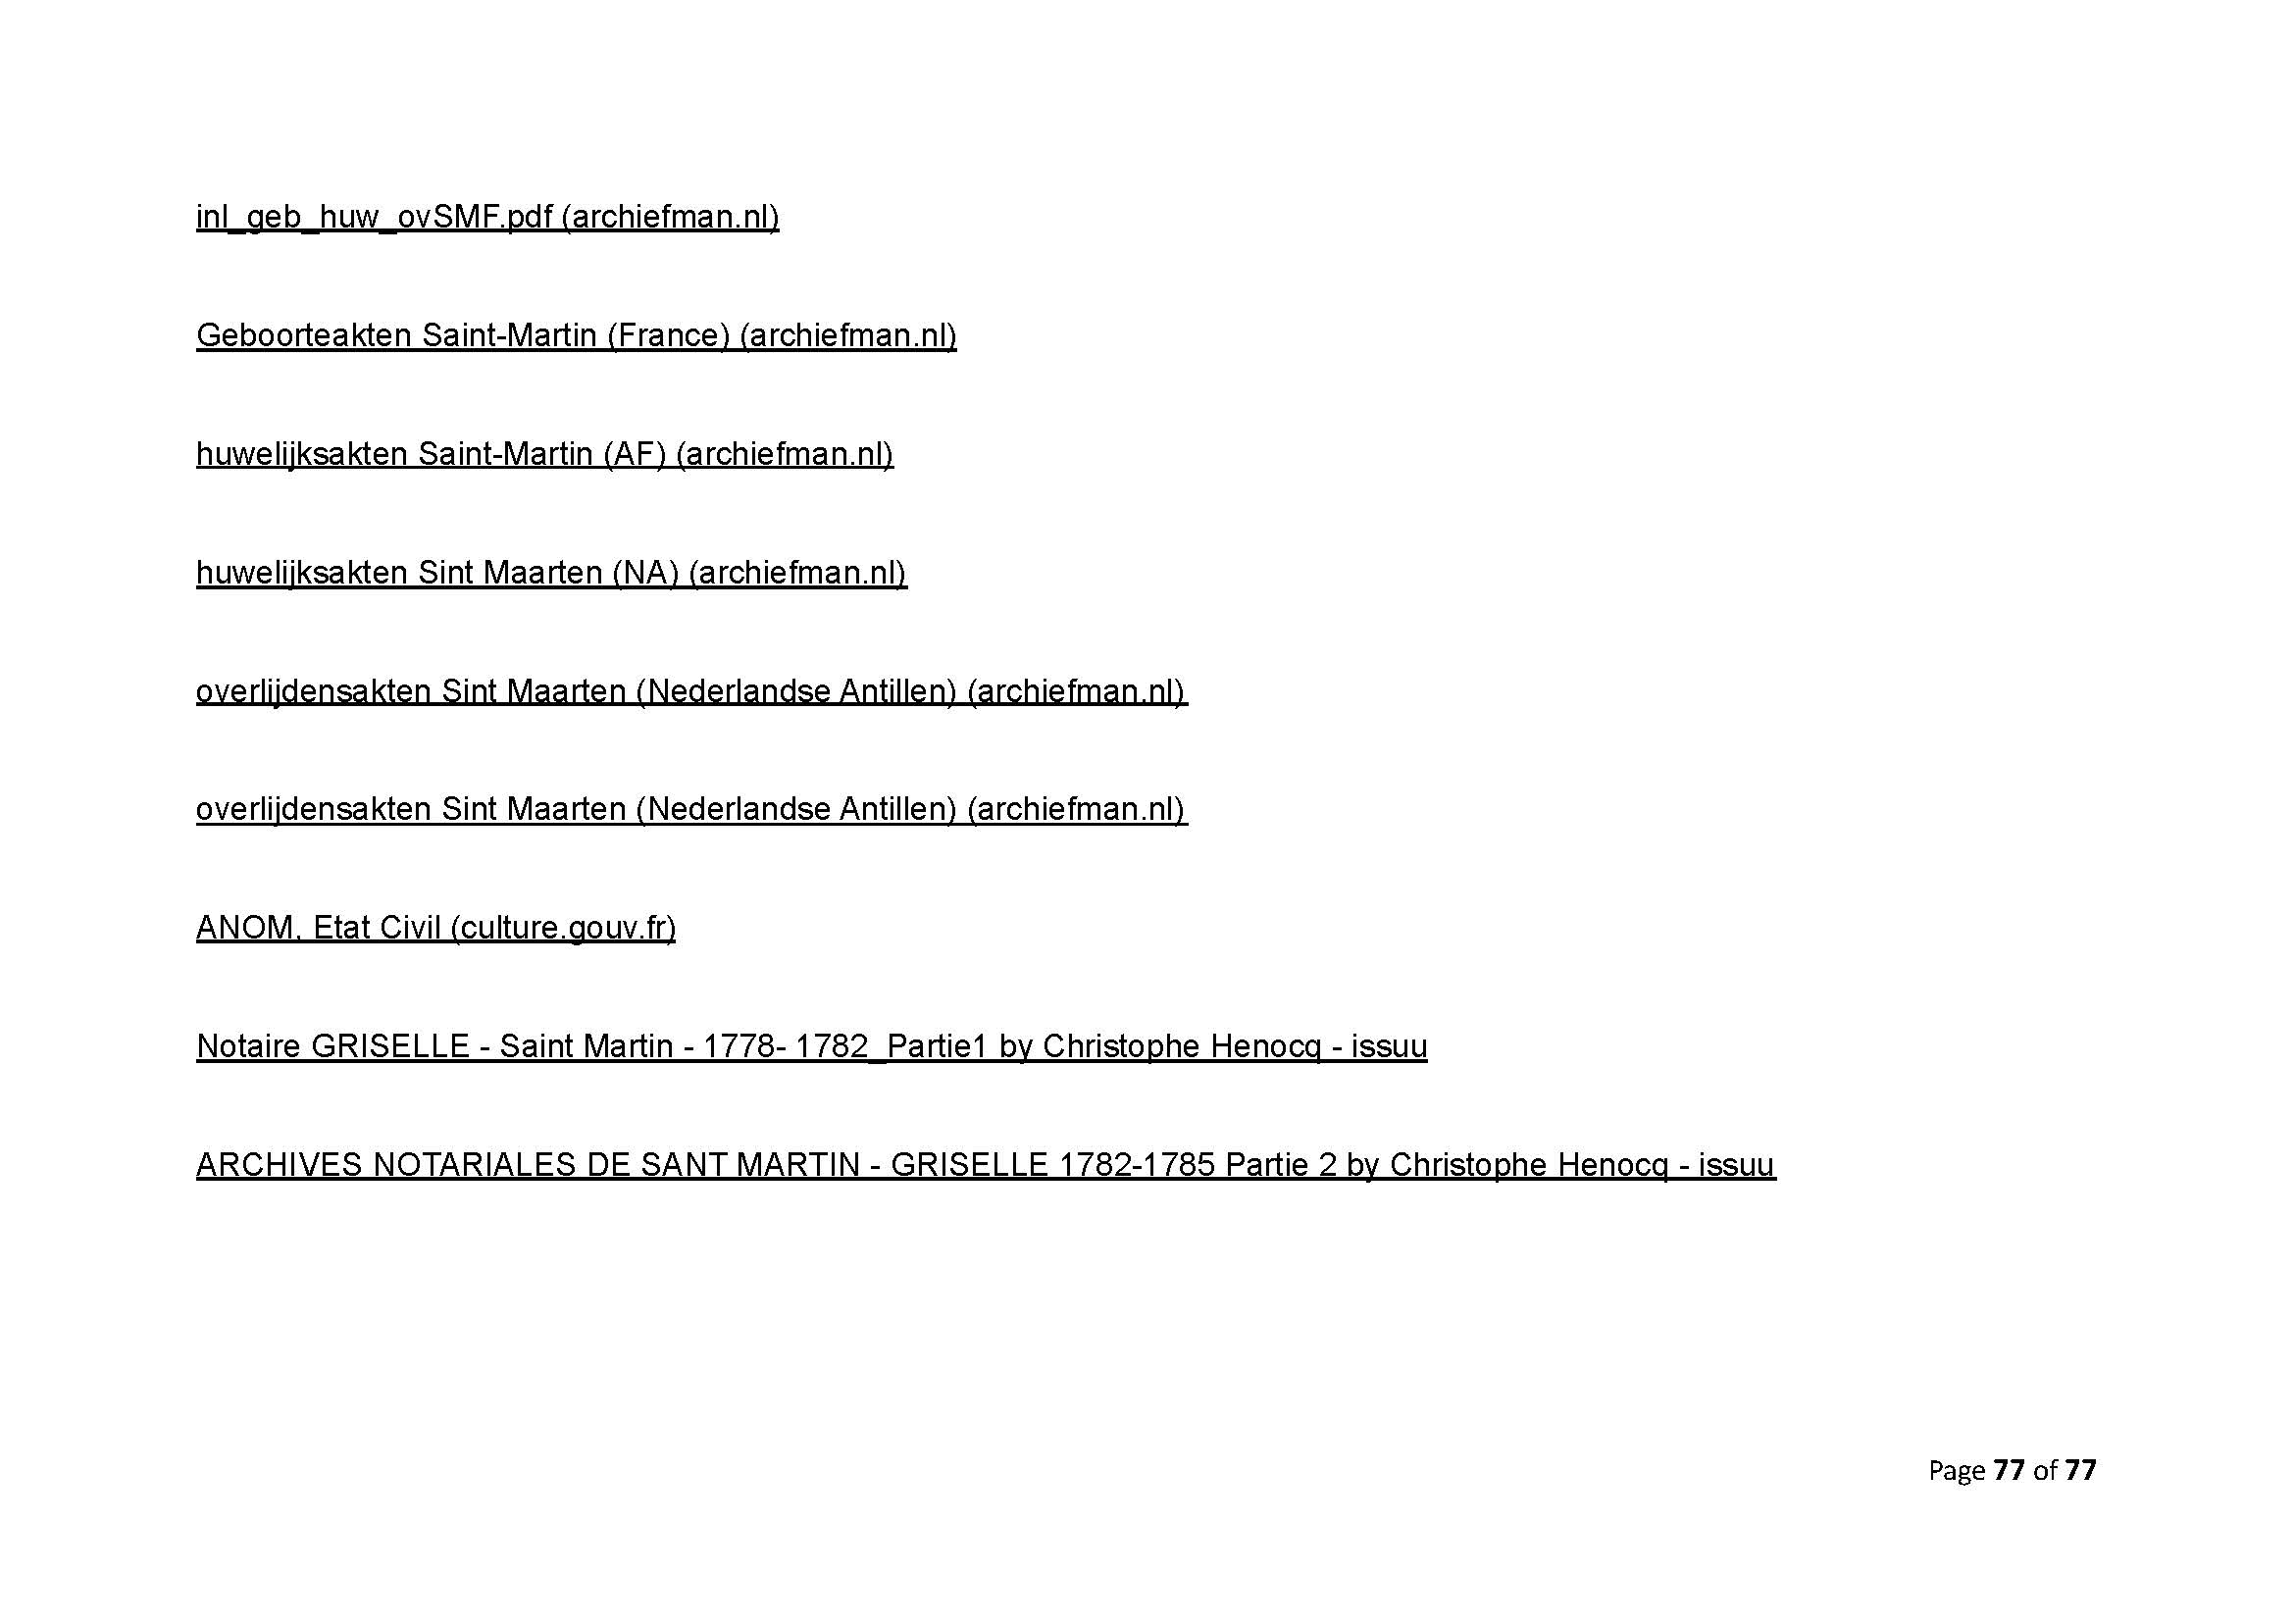 inl_geb_huw_ovSMF.pdf (archiefman.nl)
Geboorteakten Saint-Martin (France) (archiefman.nl)
huwelijksakten Saint-Martin (AF) (archiefman.nl)
huwelijksakten Sint Maarten (NA) (archiefman.nl)
overlijdensakten Sint Maarten (Nederlandse Antillen) (archiefman.nl)
overlijdensakten Sint Maarten (Nederlandse Antillen) (archiefman.nl)
ANOM, Etat Civil (culture.gouv.fr)
Notaire GRISELLE - Saint Martin - 1778- 1782_Partie1 by Christophe Henocq - issuu
ARCHIVES NOTARIALES DE SANT MARTIN - GRISELLE 1782-1785 Partie 2 by Christophe Henocq - issuu
Page 77 of 77